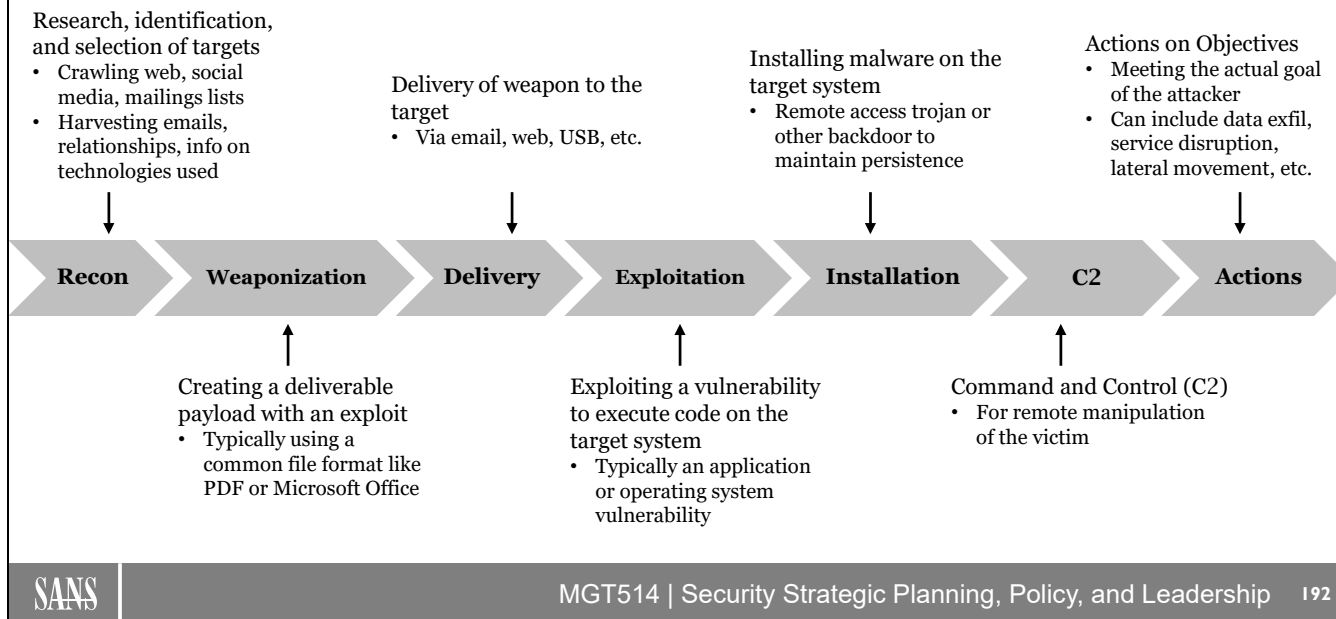 Research, identification,
and selection of targets
• Crawling web, social
media, mailings lists
• Harvesting emails,
relationships, info on
technologies used
Delivery of weapon to the
target
• Via email, web, USB, etc.
Installing malware on the
target system
• Remote access trojan or
other backdoor to
maintain persistence
Actions on Objectives
• Meeting the actual goal
of the attacker
• Can include data exfil,
service disruption,
lateral movement, etc.
Recon
Weaponization
Delivery
Exploitation
Installation
C2
Actions
Creating a deliverable
payload with an exploit
• Typically using a
common file format like
PDF or Microsoft Office
Exploiting a vulnerability
to execute code on the
target system
• Typically an application
or operating system
vulnerability
Command and Control (C2)
• For remote manipulation
of the victim
SANS
MGT514 | Security Strategic Planning, Policy, and Leadership 192